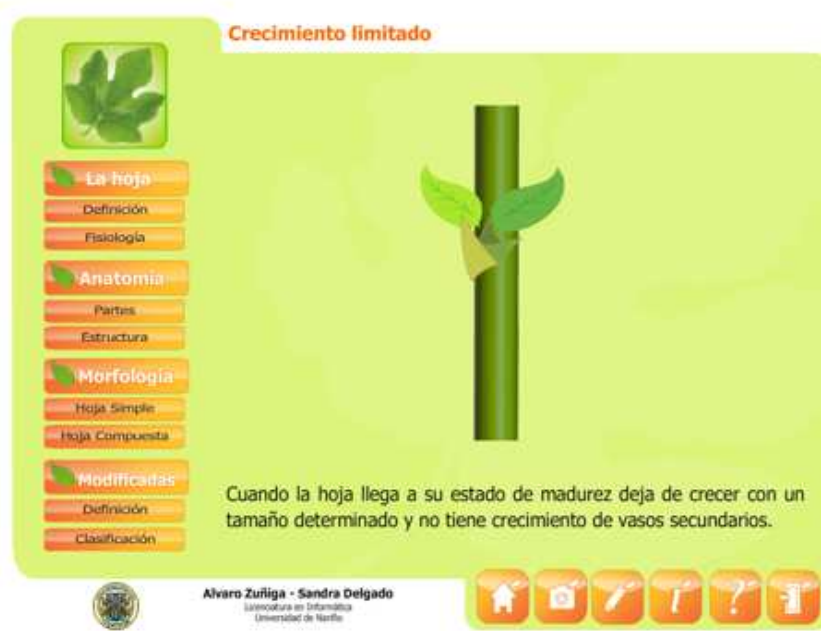 Crecimiento limitado
La hoja
Definición
Fisiología
Anatomía
Partes
Estructura
Morfología
Hoja Simple
Hoja Compuesta
Modificadas
Definición
Clasificación
Cuando la hoja llega a su estado de madurez deja de crecer con un
tamaño determinado y no tiene crecimiento de vasos secundarios.
Alvaro Zuñiga - Sandra Delgado
Licenciatura en Informática
Universidad de Nariño